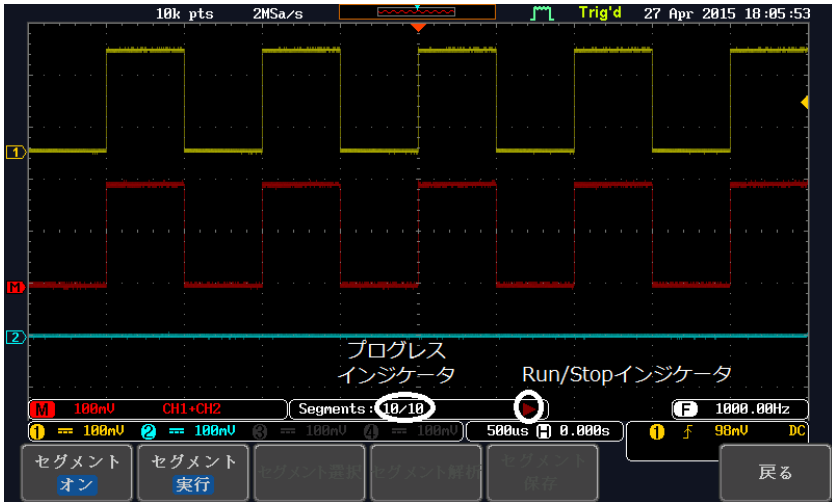 10k pts 2MSa/s Trig'd 27 Apr 2015 18:05:53
1
M
2
プログレス
インジケータ
Run/Stopインジケータ
M 100mV CH1+CH2 Segments: 10/10 F 1000.00Hz
1 100mV 2 100mV 3 100mV 4 100mV 500us H 0.000s 1 98mV DC
セグメント
オン
セグメント
実行
セグメント選択
セグメント解析
セグメント
保存
戻る